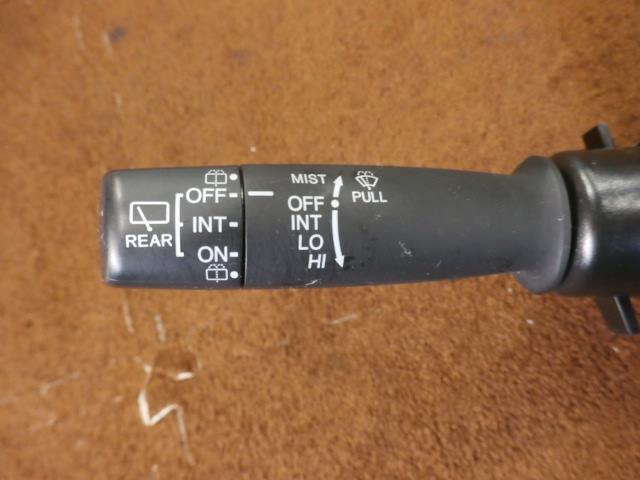 OFF
INT
ON
REAR
MIST
OFF
INT
LO
HI
PULL